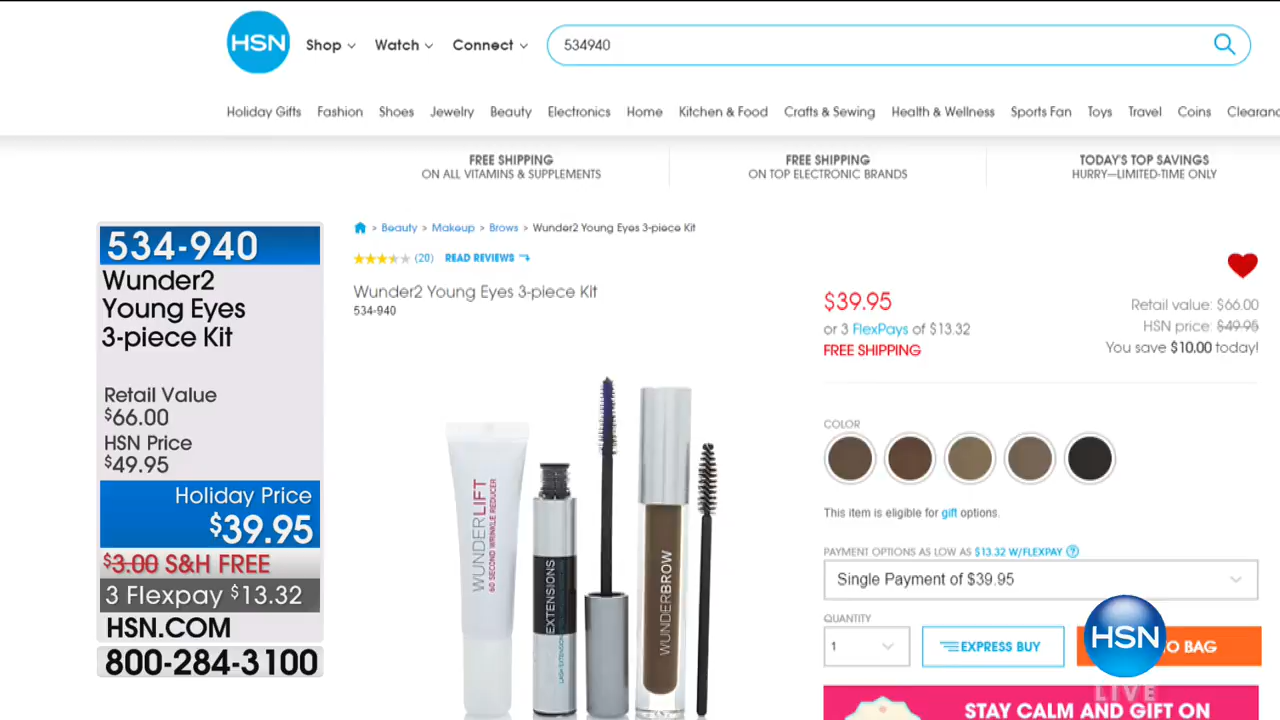 HSN
Shop
Watch
Connect
534940
Holiday Gifts
Fashion
Shoes
Jewelry
Beauty
Electronics
Home
Kitchen & Food
Crafts & Sewing
Health & Wellness
Sports Fan
Toys
Travel
Coins
Clearanc
FREE SHIPPING
ON ALL VITAMINS & SUPPLEMENTS
FREE SHIPPING
ON TOP ELECTRONIC BRANDS
TODAY'S TOP SAVINGS
HURRY—LIMITED-TIME ONLY
534-940
Wunder2
Young Eyes
3-piece Kit
Retail Value
$66.00
HSN Price
$49.95
Holiday Price
$39.95
$3.00 S&H FREE
3 Flexpay $13.32
HSN.COM
800-284-3100
> Beauty > Makeup > Brows > Wunder2 Young Eyes 3-piece Kit
(20) READ REVIEWS
Wunder2 Young Eyes 3-piece Kit
534-940
WUNDERLIFT
60 SECOND WRINKLE REDUCER
EXTENSIONS
WUNDERBROW
$39.95
or 3 FlexPays of $13.32
FREE SHIPPING
Retail value: $66.00
HSN price: $49.95
You save $10.00 today!
COLOR
This item is eligible for gift options.
PAYMENT OPTIONS AS LOW AS $13.32 W/FLEXPAY ?
Single Payment of $39.95
QUANTITY
1
EXPRESS BUY
O BAG
HSN
LIVE
STAY CALM AND GIFT ON